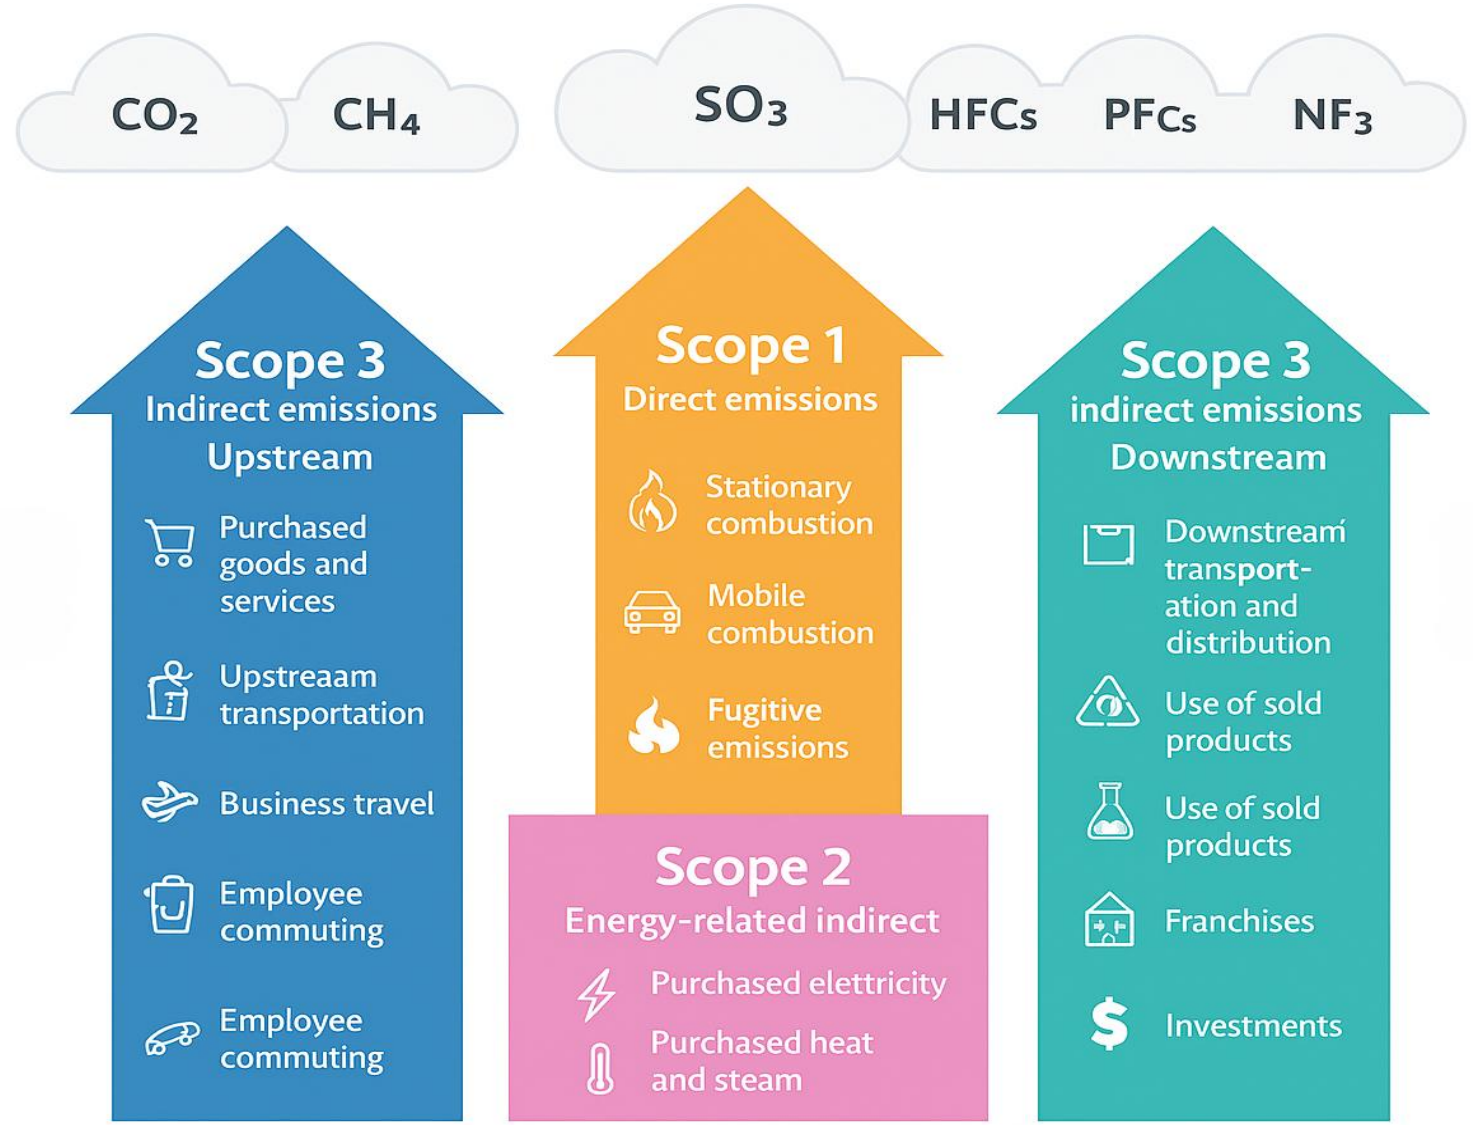 CO₂
CH₄
SO₃
HFCs
PFCs
NF₃
Scope 3
Indirect emissions
Upstream
Purchased
goods and
services
Upstreaam
transportation
Business travel
Employee
commuting
Employee
commuting
Scope 1
Direct emissions
Stationary
combustion
Mobile
combustion
Fugitive
emissions
Scope 2
Energy-related indirect
Purchased elettricity
Purchased heat
and steam
Scope 3
indirect emissions
Downstream
Downstream
transport-
ation and
distribution
Use of sold
products
Use of sold
products
Franchises
Investments